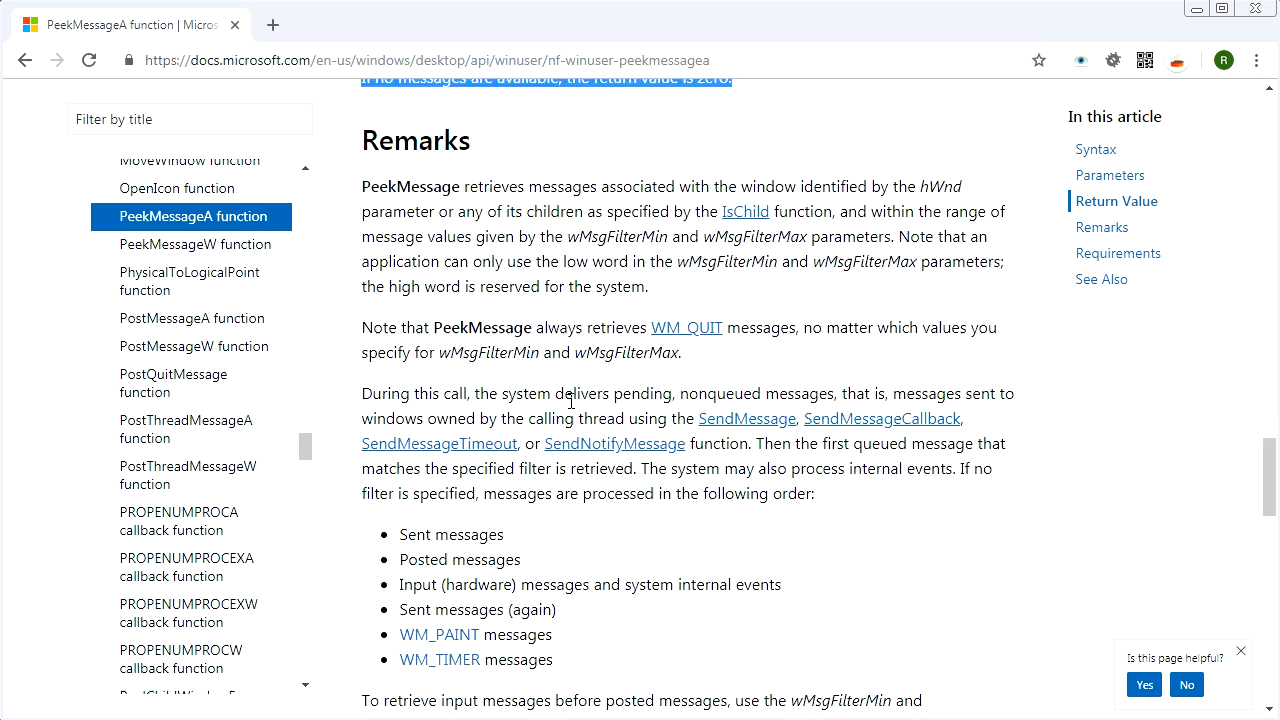 PeekMessageA function | Micros
https://docs.microsoft.com/en-us/windows/desktop/api/winuser/nf-winuser-peekmessagea
R
If no messages are available, the return value is zero.
Filter by title
MoveWindow function
OpenIcon function
PeekMessageA function
PeekMessageW function
PhysicalToLogicalPoint
function
PostMessageA function
PostMessageW function
PostQuitMessage
function
PostThreadMessageA
function
PostThreadMessageW
function
PROPENUMPROCA
callback function
PROPENUMPROCEXA
callback function
PROPENUMPROCEXW
callback function
PROPENUMPROCW
callback function
Remarks
PeekMessage retrieves messages associated with the window identified by the hWnd
parameter or any of its children as specified by the IsChild function, and within the range of
message values given by the wMsgFilterMin and wMsgFilterMax parameters. Note that an
application can only use the low word in the wMsgFilterMin and wMsgFilterMax parameters;
the high word is reserved for the system.
Note that PeekMessage always retrieves WM_QUIT messages, no matter which values you
specify for wMsgFilterMin and wMsgFilterMax.
During this call, the system delivers pending, nonqueued messages, that is, messages sent to
windows owned by the calling thread using the SendMessage, SendMessageCallback,
SendMessageTimeout, or SendNotifyMessage function. Then the first queued message that
matches the specified filter is retrieved. The system may also process internal events. If no
filter is specified, messages are processed in the following order:
Sent messages
Posted messages
Input (hardware) messages and system internal events
Sent messages (again)
WM_PAINT messages
WM_TIMER messages
To retrieve input messages before posted messages, use the wMsgFilterMin and
In this article
Syntax
Parameters
Return Value
Remarks
Requirements
See Also
Is this page helpful?
Yes No